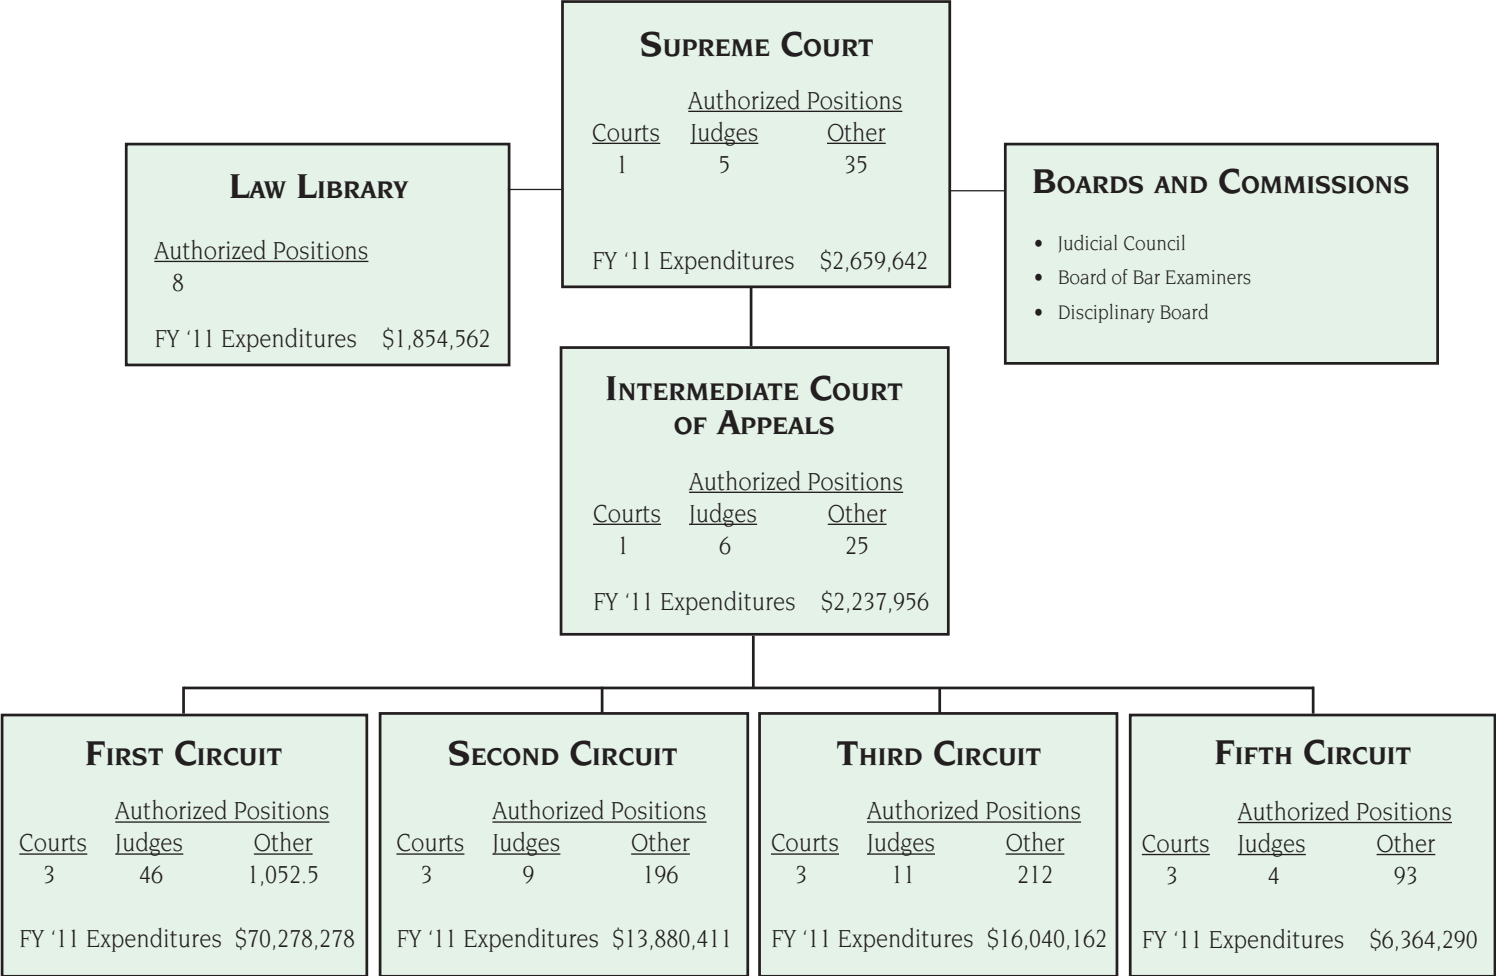 SUPREME COURT
Authorized Positions
Courts Judges Other
1 5 35
FY ‘11 Expenditures $2,659,642
LAW LIBRARY
Authorized Positions
8
FY ‘11 Expenditures $1,854,562
BOARDS AND COMMISSIONS
• Judicial Council
• Board of Bar Examiners
• Disciplinary Board
INTERMEDIATE COURT
OF APPEALS
Authorized Positions
Courts Judges Other
1 6 25
FY ‘11 Expenditures $2,237,956
FIRST CIRCUIT
Authorized Positions
Courts Judges Other
3 46 1,052.5
FY ‘11 Expenditures $70,278,278
SECOND CIRCUIT
Authorized Positions
Courts Judges Other
3 9 196
FY ‘11 Expenditures $13,880,411
THIRD CIRCUIT
Authorized Positions
Courts Judges Other
3 11 212
FY ‘11 Expenditures $16,040,162
FIFTH CIRCUIT
Authorized Positions
Courts Judges Other
3 4 93
FY ‘11 Expenditures $6,364,290